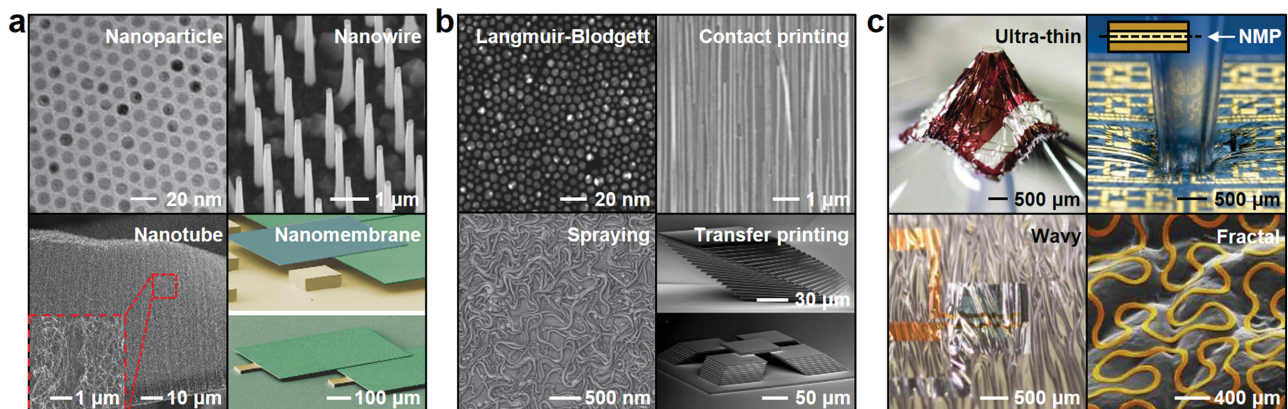 a
Nanoparticle
20 nm
Nanowire
1 μm
Nanotube
1 μm
10 μm
Nanomembrane
100 μm
b
Langmuir-Blodgett
20 nm
Contact printing
1 μm
Spraying
500 nm
Transfer printing
30 μm
50 μm
c
Ultra-thin
500 μm
NMP
500 μm
Wavy
500 μm
Fractal
400 μm